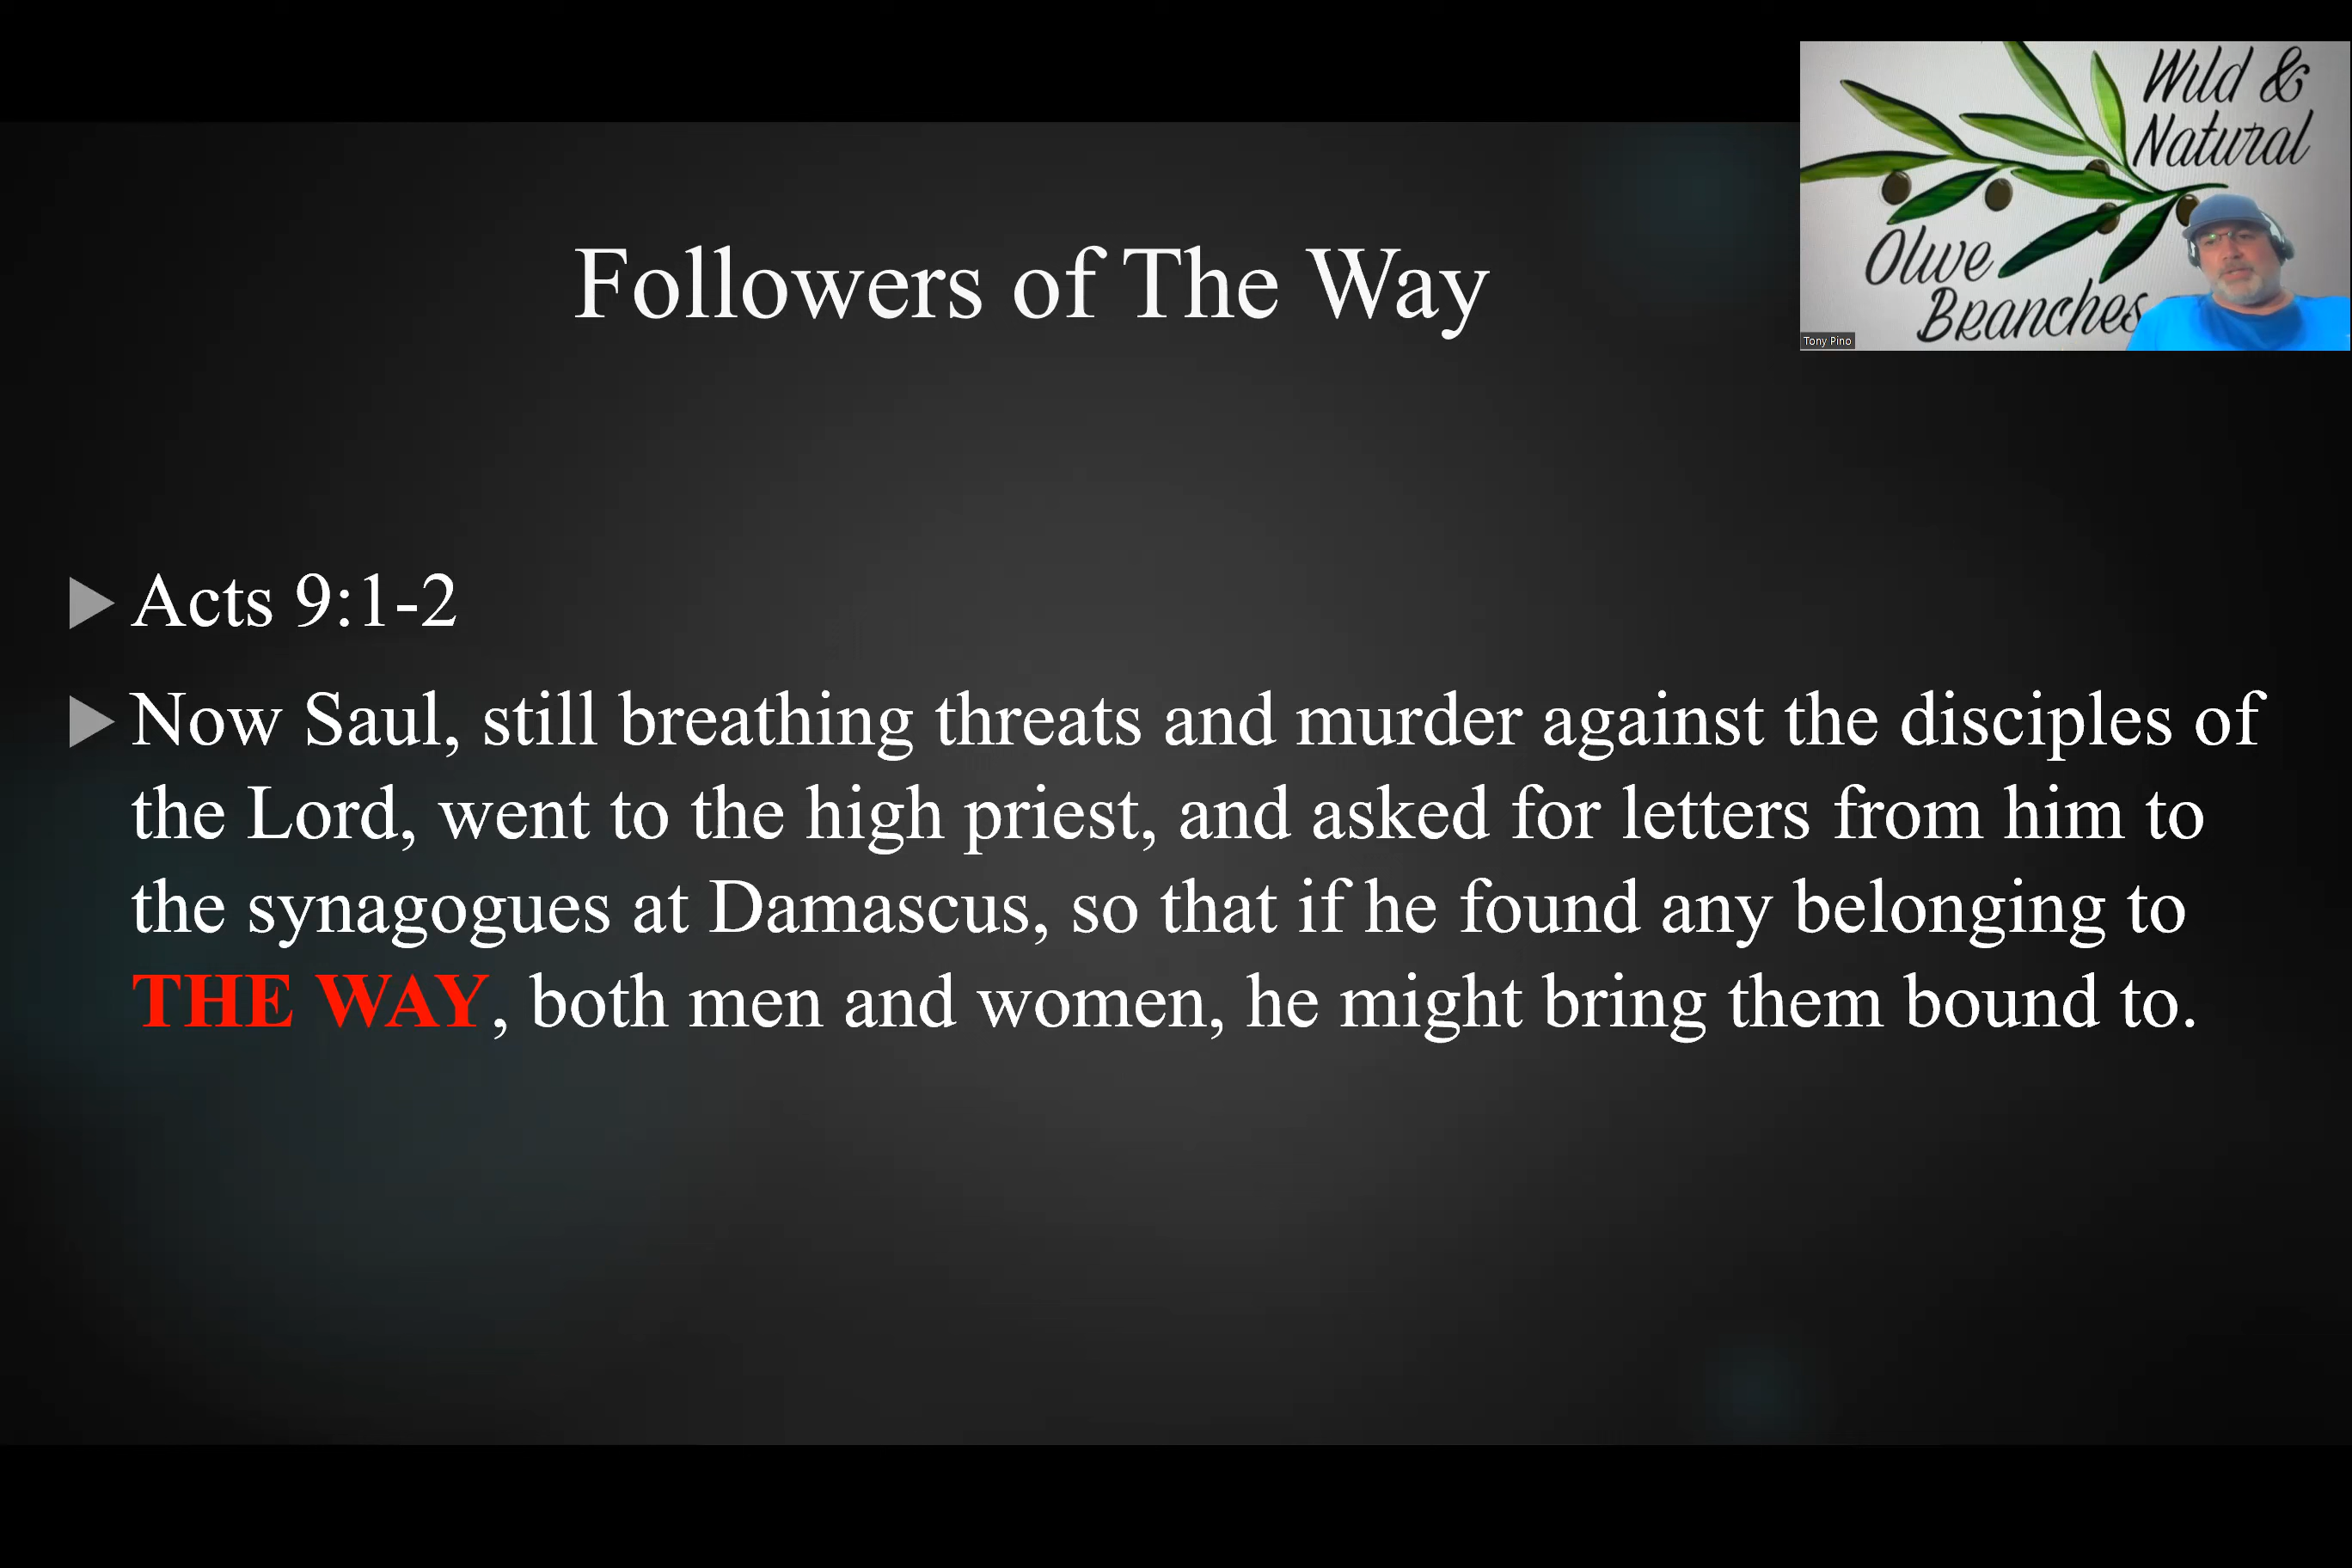 Wild &
Natural
Olive
Branches
Tony Pino
Followers of The Way
Acts 9:1-2
Now Saul, still breathing threats and murder against the disciples of
the Lord, went to the high priest, and asked for letters from him to
the synagogues at Damascus, so that if he found any belonging to
THE WAY, both men and women, he might bring them bound to.